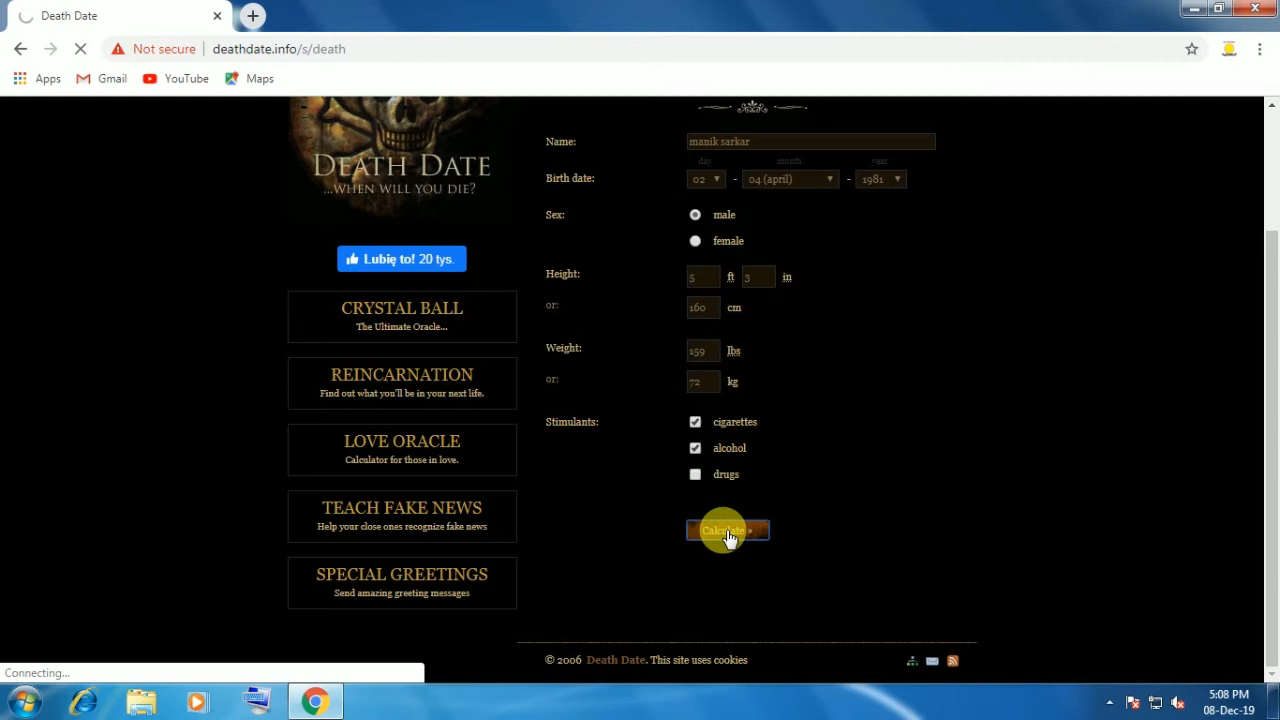 Death Date
Not secure
deathdate.info/s/death
Apps
Gmail
YouTube
Maps
DEATH DATE
...WHEN WILL YOU DIE?
Lubię to! 20 tys.
CRYSTAL BALL
The Ultimate Oracle...
REINCARNATION
Find out what you'll be in your next life.
LOVE ORACLE
Calculator for those in love.
TEACH FAKE NEWS
Help your close ones recognize fake news
SPECIAL GREETINGS
Send amazing greeting messages
Name: manik sarkar
day month year
Birth date: 02 - 04 (april) - 1981
Sex: male
female
Height: 5 ft 3 in
or: 160 cm
Weight: 159 lbs
or: 72 kg
Stimulants: cigarettes
alcohol
drugs
Calculate »
© 2006 Death Date. This site uses cookies
Connecting...
5:08 PM
08-Dec-19